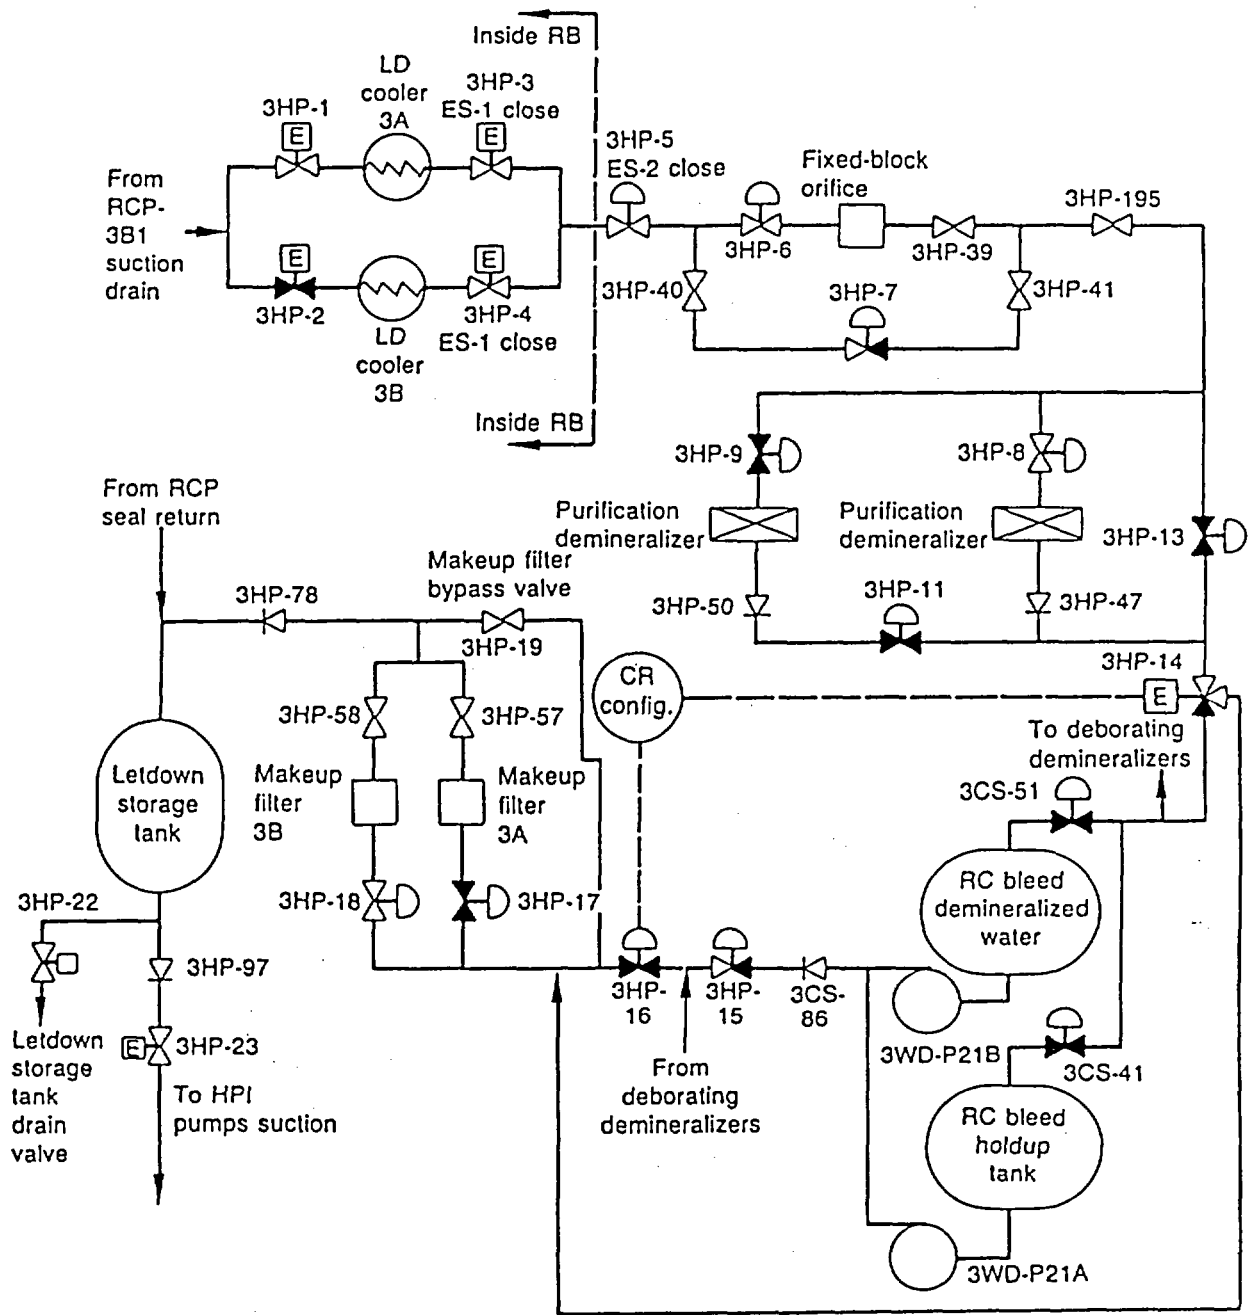 Inside RB
LD
cooler
3A
3HP-1
E
3HP-3
ES-1 close
E
3HP-5
ES-2 close
Fixed-block
orifice
3HP-195
From
RCP-
3B1
suction
drain
3HP-6
3HP-39
E
3HP-2
E
3HP-4
ES-1 close
LD
cooler
3B
3HP-40
3HP-7
3HP-41
Inside RB
3HP-9
3HP-8
From RCP
seal return
Purification
demineralizer
Purification
demineralizer
3HP-13
Makeup filter
bypass valve
3HP-78
3HP-19
3HP-50
3HP-11
3HP-47
3HP-14
E
CR
config.
3HP-58
3HP-57
To deborating
demineralizers
Letdown
storage
tank
Makeup
filter
3B
Makeup
filter
3A
3CS-51
RC bleed
demineralized
water
3HP-18
3HP-17
3HP-22
3HP-97
3HP-
16
3HP-
15
3CS-
86
3WD-P21B
3CS-41
E
3HP-23
Letdown
storage
tank
drain
valve
To HPI
pumps suction
From
deborating
demineralizers
RC bleed
holdup
tank
3WD-P21A